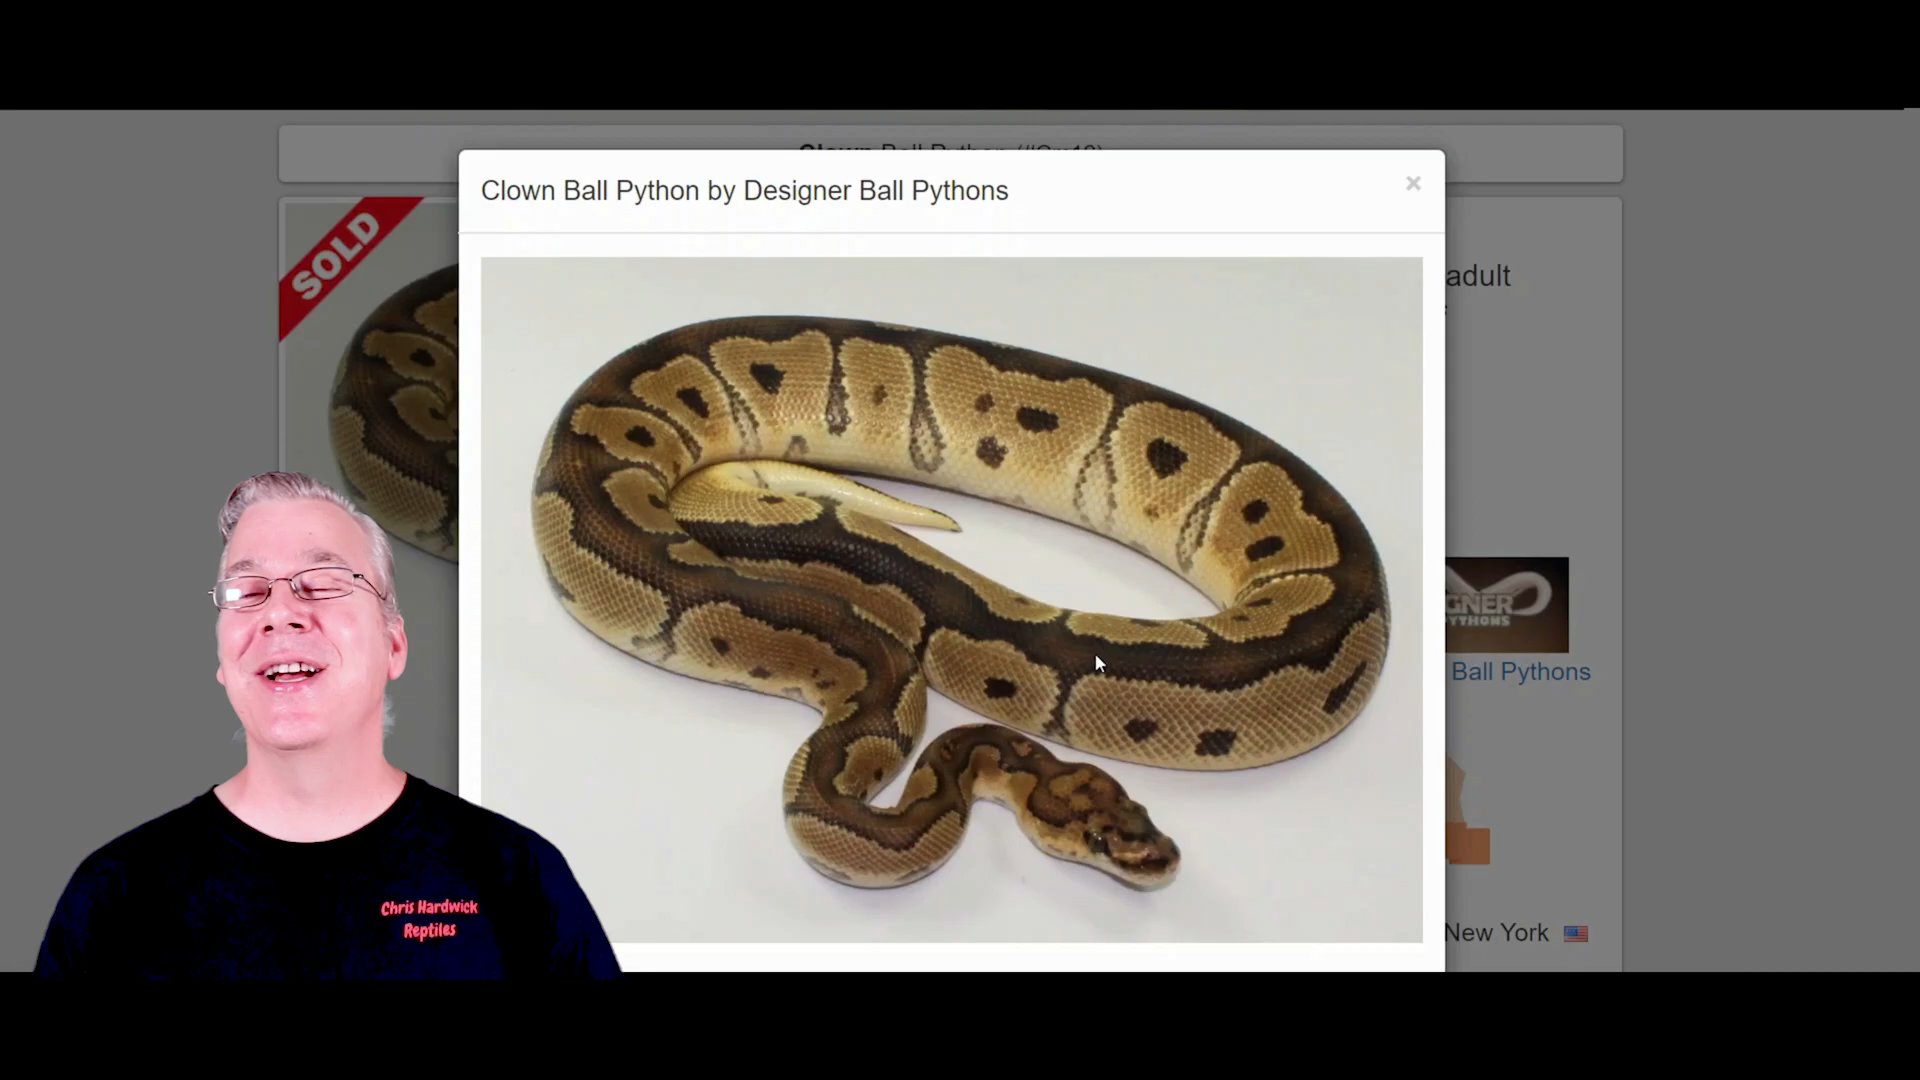 Clown Ball Python by Designer Ball Pythons
×
SOLD
adult
Ball Pythons
New York
Chris Hardwick
Reptiles